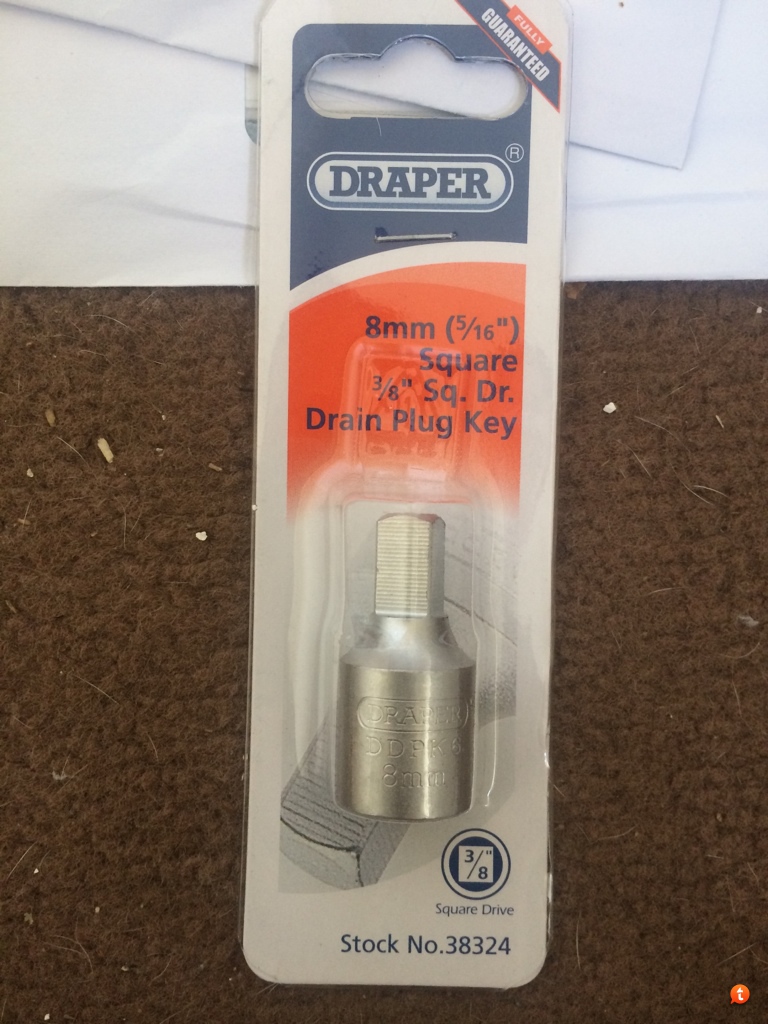 FULLY
GUARANTEED
DRAPER®
8mm (5/16")
Square
3/8" Sq. Dr.
Drain Plug Key
DRAPER
DDPK6
8mm
3/8"
Square Drive
Stock No.38324